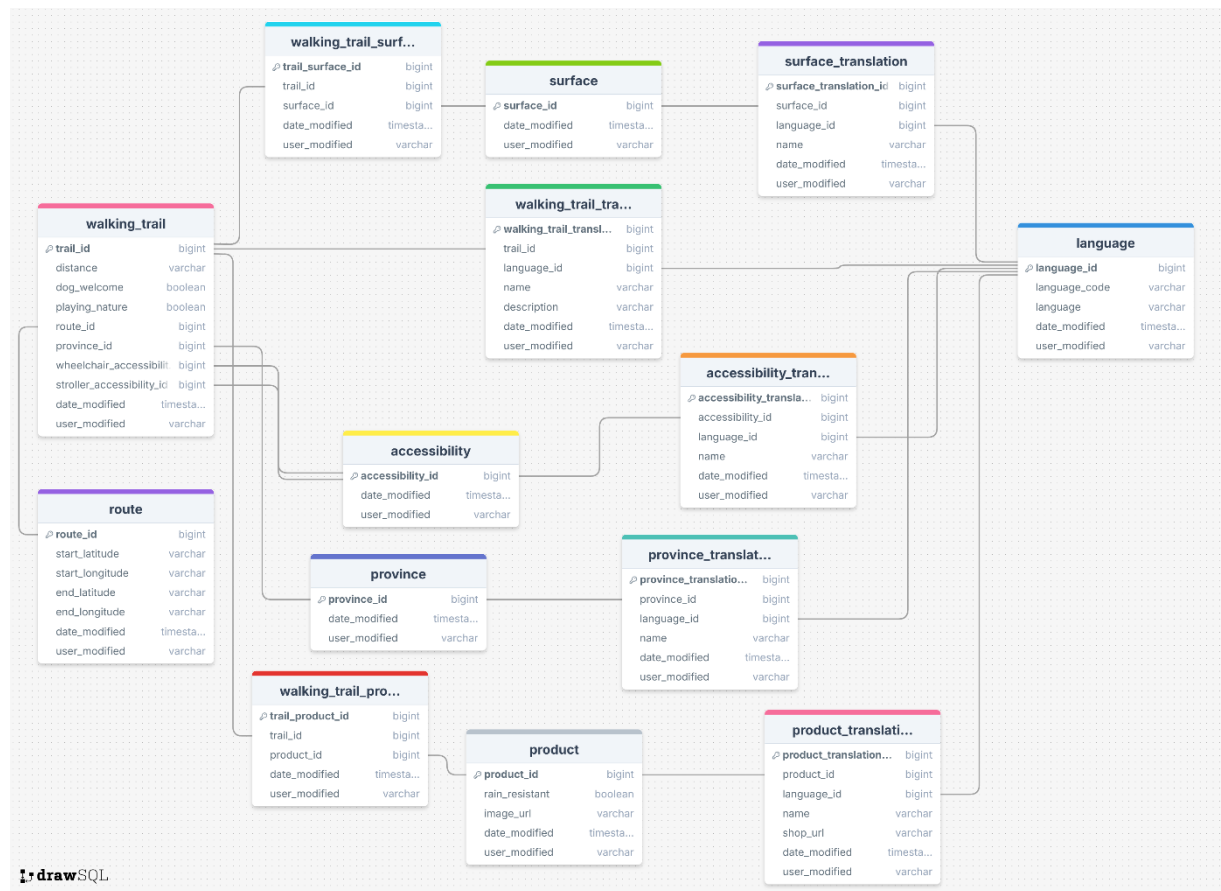 walking_trail_surf...
trail_surface_id bigint
trail_id bigint
surface_id bigint
date_modified timesta...
user_modified varchar
surface
surface_id bigint
date_modified timesta...
user_modified varchar
surface_translation
surface_translation_id bigint
surface_id bigint
language_id bigint
name varchar
date_modified timesta...
user_modified varchar
walking_trail
trail_id bigint
distance varchar
dog_welcome boolean
playing_nature boolean
route_id bigint
province_id bigint
wheelchair_accessibilit bigint
stroller_accessibility_id bigint
date_modified timesta...
user_modified varchar
walking_trail_tra...
walking_trail_transl... bigint
trail_id bigint
language_id bigint
name varchar
description varchar
date_modified timesta...
user_modified varchar
language
language_id bigint
language_code varchar
language varchar
date_modified timesta...
user_modified varchar
accessibility_tran...
accessibility_transla... bigint
accessibility_id bigint
language_id bigint
name varchar
date_modified timesta...
user_modified varchar
accessibility
accessibility_id bigint
date_modified timesta...
user_modified varchar
route
route_id bigint
start_latitude varchar
start_longitude varchar
end_latitude varchar
end_longitude varchar
date_modified timesta...
user_modified varchar
province
province_id bigint
date_modified timesta...
user_modified varchar
province_translat...
province_translatio... bigint
province_id bigint
language_id bigint
name varchar
date_modified timesta...
user_modified varchar
walking_trail_pro...
trail_product_id bigint
trail_id bigint
product_id bigint
date_modified timesta...
user_modified varchar
product
product_id bigint
rain_resistant boolean
image_url varchar
date_modified timesta...
user_modified varchar
product_translati...
product_translation... bigint
product_id bigint
language_id bigint
name varchar
shop_url varchar
date_modified timesta...
user_modified varchar
drawSQL